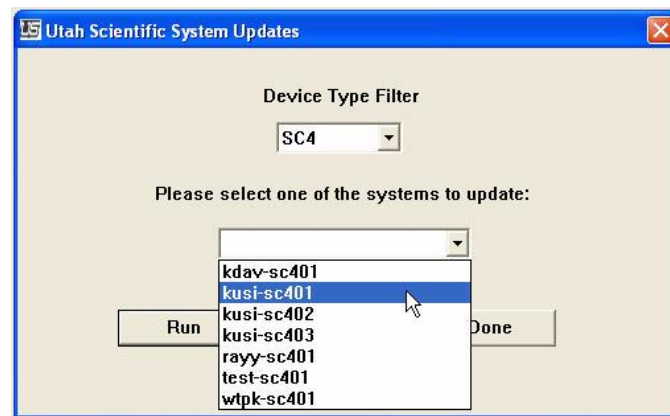 US Utah Scientific System Updates
Device Type Filter
SC4
Please select one of the systems to update:
kdav-sc401
kusi-sc401
kusi-sc402
kusi-sc403
rayy-sc401
test-sc401
wtpk-sc401
Run
Done